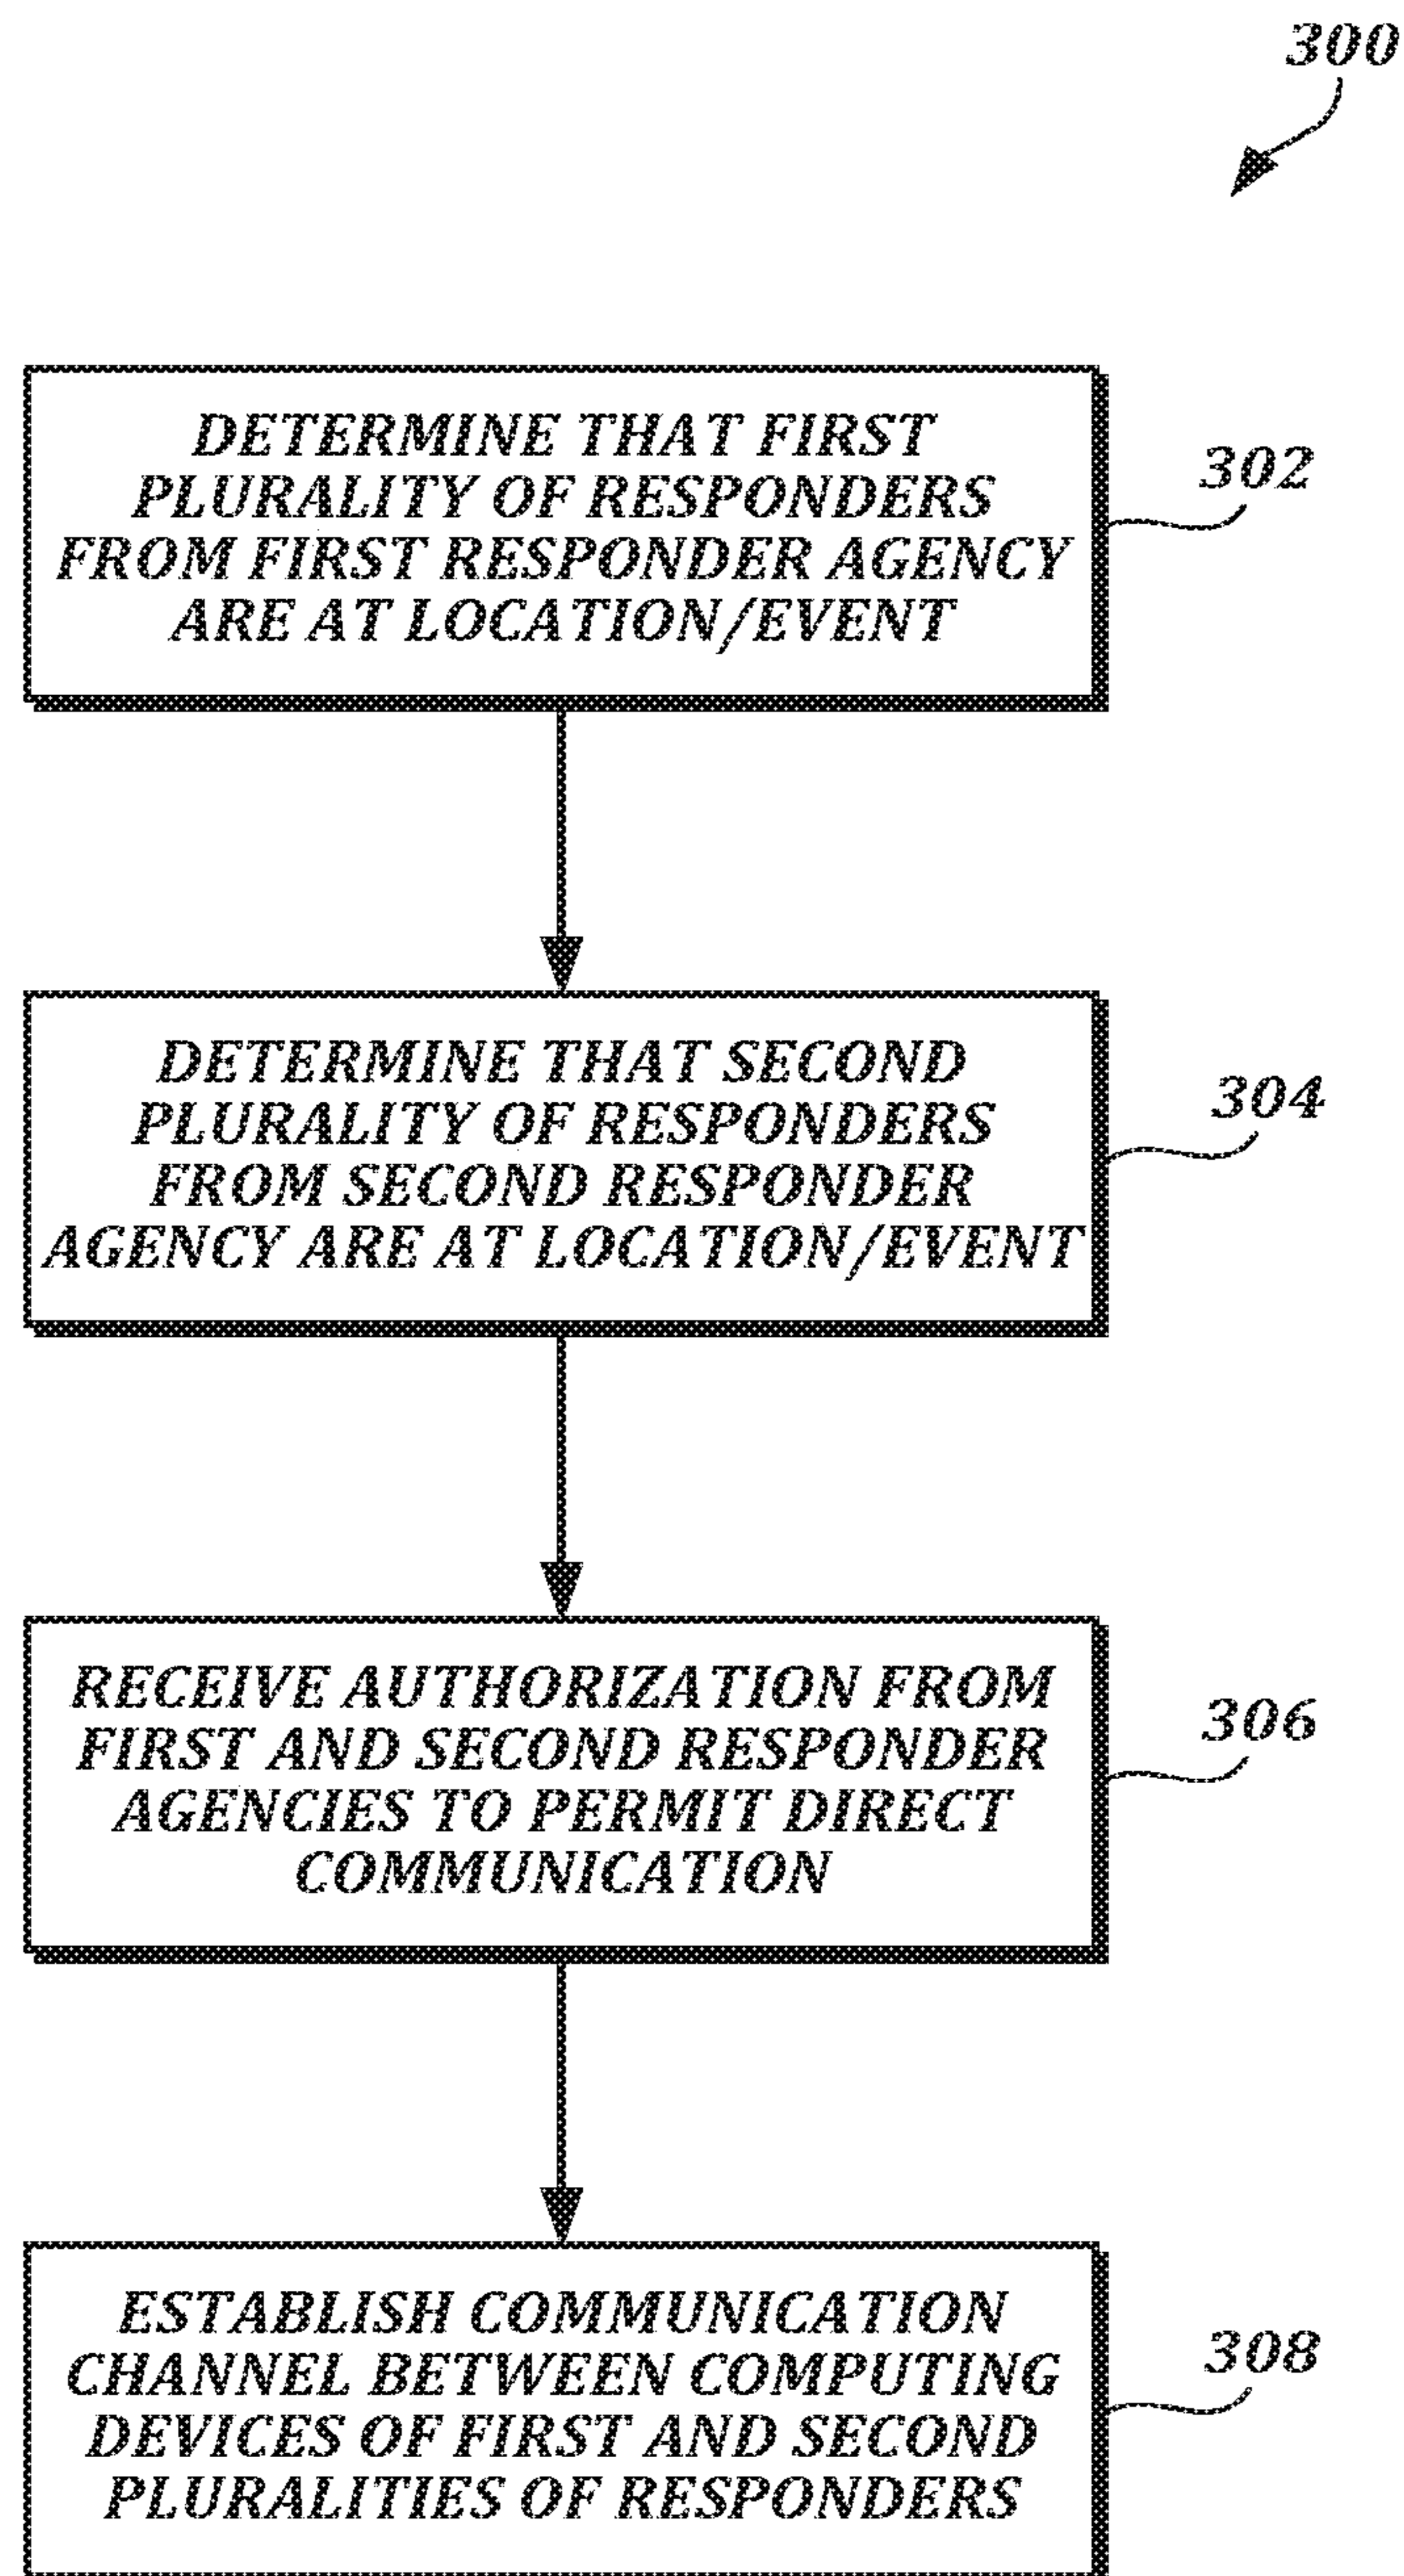 300
DETERMINE THAT FIRST
PLURALITY OF RESPONDERS
FROM FIRST RESPONDER AGENCY
ARE AT LOCATION/EVENT
302
DETERMINE THAT SECOND
PLURALITY OF RESPONDERS
FROM SECOND RESPONDER
AGENCY ARE AT LOCATION/EVENT
304
RECEIVE AUTHORIZATION FROM
FIRST AND SECOND RESPONDER
AGENCIES TO PERMIT DIRECT
COMMUNICATION
306
ESTABLISH COMMUNICATION
CHANNEL BETWEEN COMPUTING
DEVICES OF FIRST AND SECOND
PLURALITIES OF RESPONDERS
308